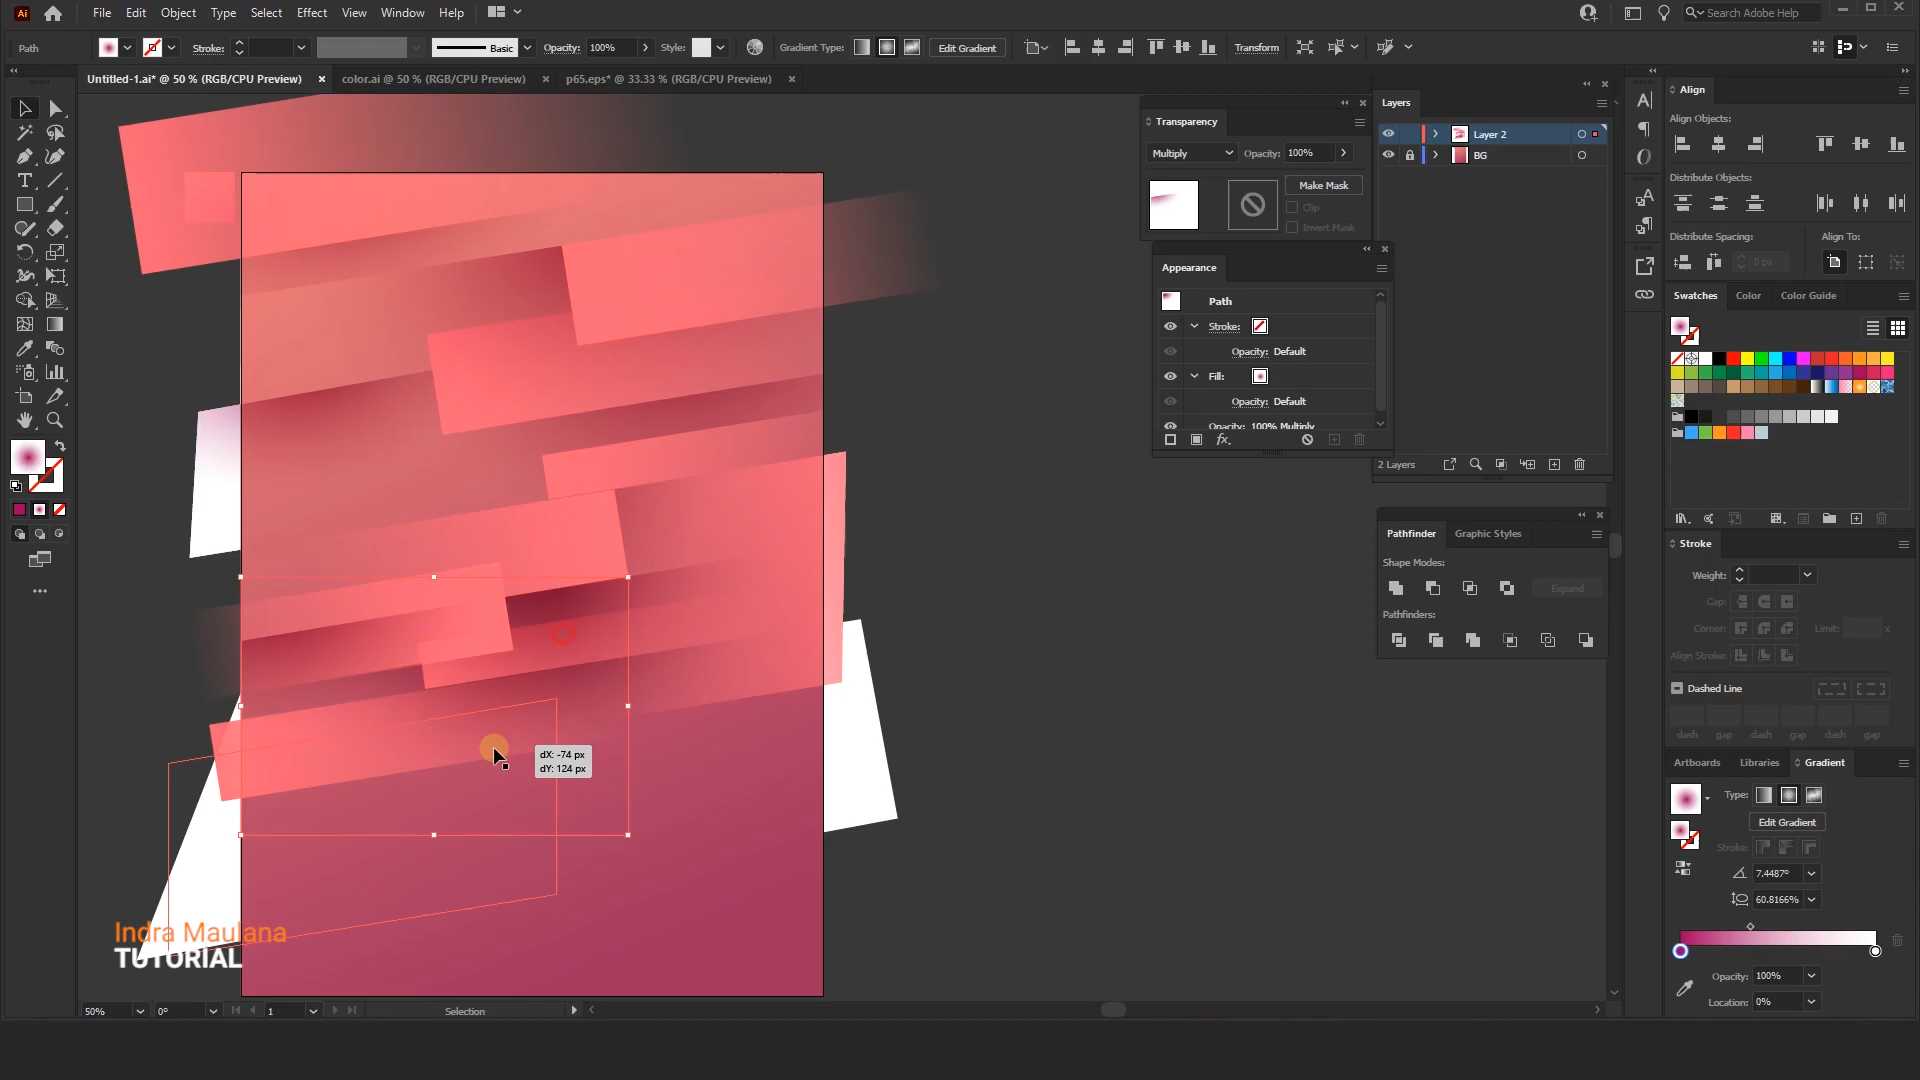 Ai File Edit Object Type Select Effect View Window Help Search Adobe Help
Path Stroke: Basic Opacity: 100% Style: Gradient Type: Edit Gradient Transform
Untitled-1.ai* @ 50 % (RGB/CPU Preview) × color.ai @ 50 % (RGB/CPU Preview) × p65.eps* @ 33.33 % (RGB/CPU Preview) ×
Transparency
Multiply Opacity: 100%
Make Mask
Clip
Invert Mask
Appearance
Path
Stroke:
Opacity: Default
Fill:
Opacity: Default
Opacity: 100% Multiply
fx.
Layers
Layer 2
BG
2 Layers
Pathfinder Graphic Styles
Shape Modes:
Expand
Pathfinders:
Align
Align Objects:
Distribute Objects:
Distribute Spacing: Align To:
0 px
Swatches Color Color Guide
Stroke
Weight:
Cap:
Corner: Limit: x
Align Stroke:
Dashed Line
dash gap dash gap dash gap
Artboards Libraries Gradient
Type:
Edit Gradient
Stroke:
7.4487°
60.8166%
Opacity: 100%
Location: 0%
dX: -74 px
dY: 124 px
Indra Maulana
TUTORIAL
50% 0° 1 Selection